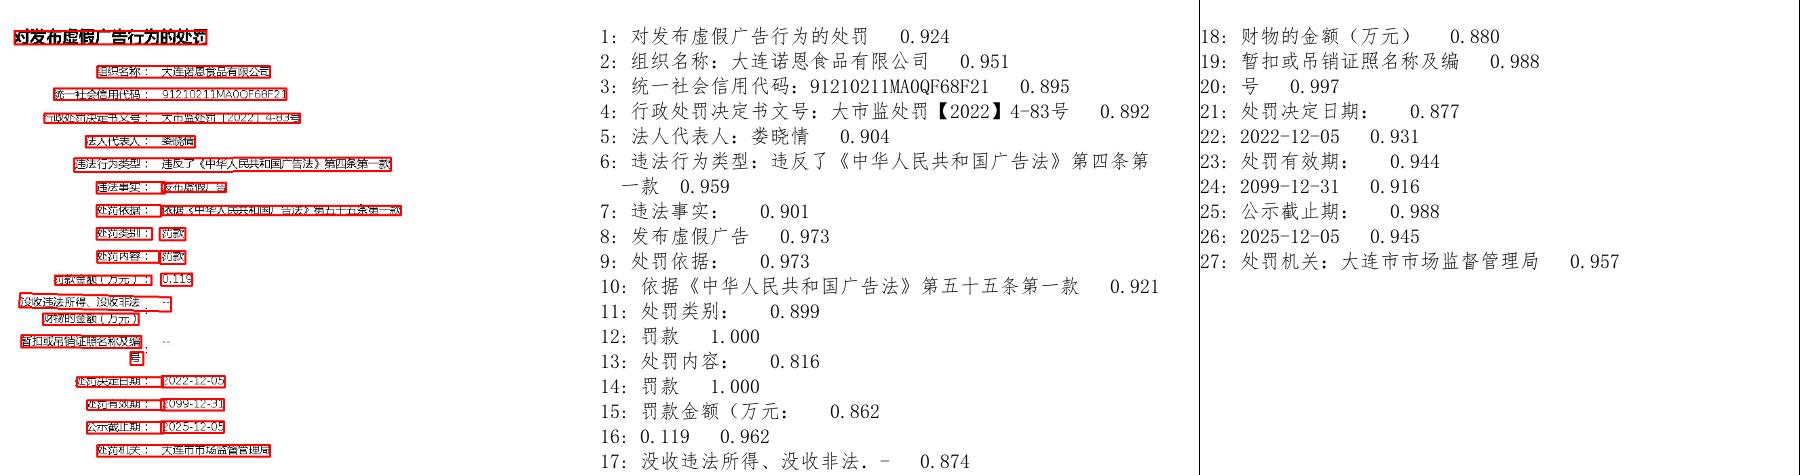 对发布虚假广告行为的处罚
组织名称： 大连诺恩食品有限公司
统一社会信用代码： 91210211MA0QF68F21
行政处罚决定书文号： 大市监处罚【2022】4-83号
法人代表人： 娄晓情
违法行为类型： 违反了《中华人民共和国广告法》第四条第一款
违法事实： 发布虚假广告
处罚依据： 依据《中华人民共和国广告法》第五十五条第一款
处罚类别： 罚款
处罚内容： 罚款
罚款金额（万元）： 0.119
没收违法所得、没收非法 --
财物的金额（万元）：
暂扣或吊销证照名称及编 --
号：
处罚决定日期： 2022-12-05
处罚有效期： 2099-12-31
公示截止期： 2025-12-05
处罚机关： 大连市市场监督管理局
1: 对发布虚假广告行为的处罚 0.924
2: 组织名称: 大连诺恩食品有限公司 0.951
3: 统一社会信用代码: 91210211MA0QF68F21 0.895
4: 行政处罚决定书文号: 大市监处罚【2022】4-83号 0.892
5: 法人代表人: 娄晓情 0.904
6: 违法行为类型: 违反了《中华人民共和国广告法》第四条第
一款 0.959
7: 违法事实: 0.901
8: 发布虚假广告 0.973
9: 处罚依据: 0.973
10: 依据《中华人民共和国广告法》第五十五条第一款 0.921
11: 处罚类别: 0.899
12: 罚款 1.000
13: 处罚内容: 0.816
14: 罚款 1.000
15: 罚款金额（万元: 0.862
16: 0.119 0.962
17: 没收违法所得、没收非法. - 0.874
18: 财物的金额（万元） 0.880
19: 暂扣或吊销证照名称及编 0.988
20: 号 0.997
21: 处罚决定日期: 0.877
22: 2022-12-05 0.931
23: 处罚有效期: 0.944
24: 2099-12-31 0.916
25: 公示截止期: 0.988
26: 2025-12-05 0.945
27: 处罚机关: 大连市市场监督管理局 0.957